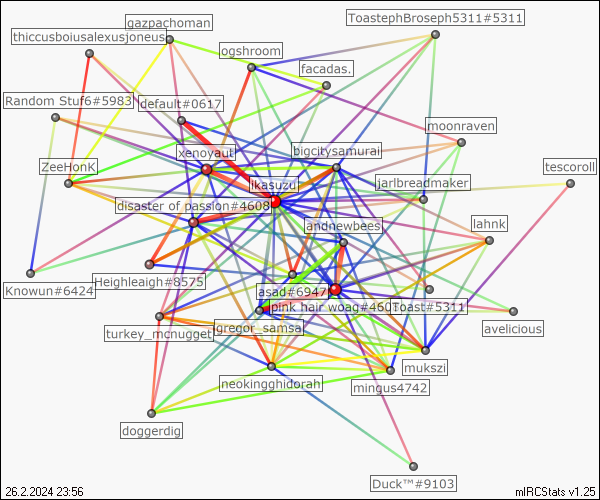 ToastephBroseph5311#5311
gazpachoman
thiccusboiusalexusjoneus
ogshroom
facadas.
Random Stuf6#5983
default#0617
moonraven
xenoyaut
bigcitysamurai
ZeeHonK
tescoroll
Ikasuzu
jarlbreadmaker
disaster of passion#4608
andnewbees
lahnk
Heighleaigh#8575
Knowun#6424
asad#6947
pink hair woag#460
Toast#5311
turkey_mcnugget
gregor_samsa
avelicious
mukszi
neokingghidorah
mingus4742
doggerdig
Duck™#9103
26.2.2024 23:56
mIRCStats v1.25